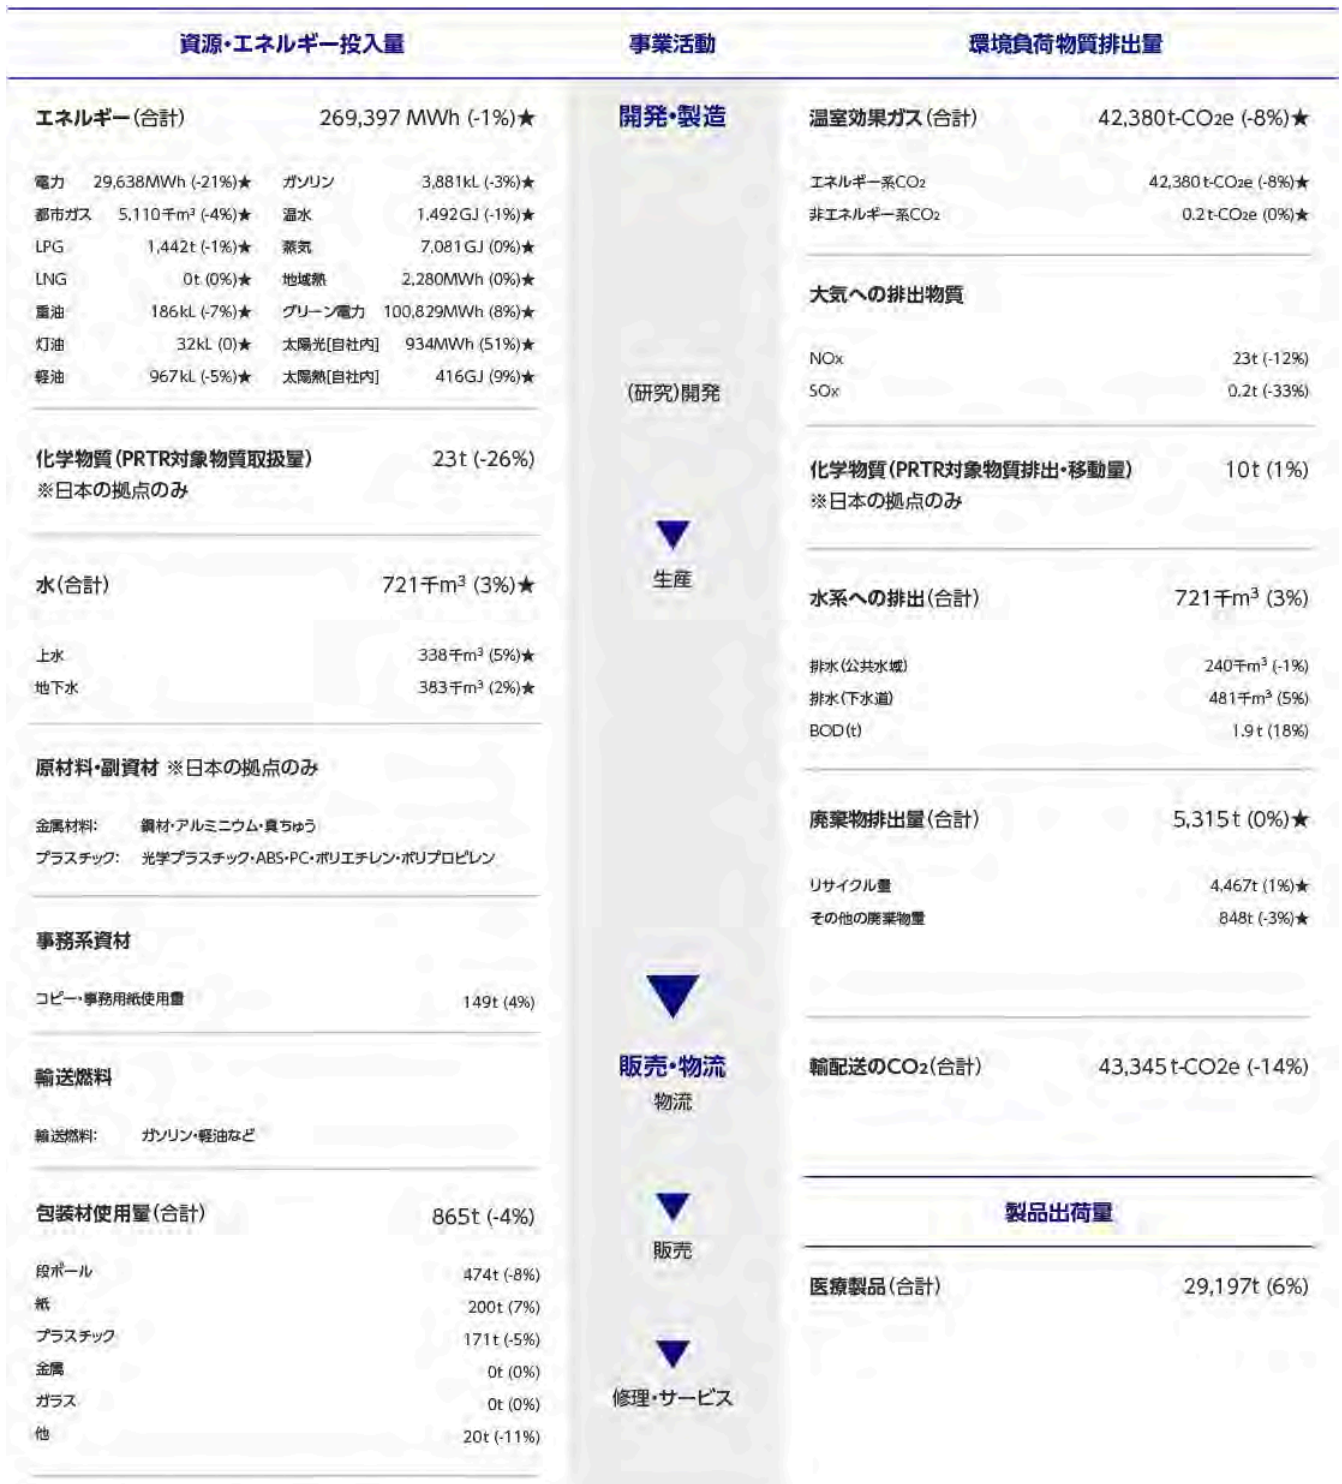 資源・エネルギー投入量
エネルギー(合計) 269,397 MWh (-1%)★
電力 29,638MWh (-21%)★ ガソリン 3,881kL (-3%)★
都市ガス 5,110千m³ (-4%)★ 温水 1,492GJ (-1%)★
LPG 1,442t (-1%)★ 蒸気 7,081GJ (0%)★
LNG 0t (0%)★ 地域熱 2,280MWh (0%)★
重油 186kL (-7%)★ グリーン電力 100,829MWh (8%)★
灯油 32kL (0)★ 太陽光[自社内] 934MWh (51%)★
軽油 967kL (-5%)★ 太陽熱[自社内] 416GJ (9%)★
化学物質(PRTR対象物質取扱量) 23t (-26%)
※日本の拠点のみ
水(合計) 721千m³ (3%)★
上水 338千m³ (5%)★
地下水 383千m³ (2%)★
原材料・副資材 ※日本の拠点のみ
金属材料: 鋼材・アルミニウム・真ちゅう
プラスチック: 光学プラスチック・ABS・PC・ポリエチレン・ポリプロピレン
事務系資材
コピー・事務用紙使用量 149t (4%)
輸送燃料
輸送燃料: ガソリン・軽油など
包装材使用量(合計) 865t (-4%)
段ボール 474t (-8%)
紙 200t (7%)
プラスチック 171t (-5%)
金属 0t (0%)
ガラス 0t (0%)
他 20t (-11%)
事業活動
開発・製造
(研究)開発
生産
販売・物流
物流
販売
修理・サービス
環境負荷物質排出量
温室効果ガス(合計) 42,380t-CO2e (-8%)★
エネルギー系CO2 42,380t-CO2e (-8%)★
非エネルギー系CO2 0.2t-CO2e (0%)★
大気への排出物質
NOx 23t (-12%)
SOx 0.2t (-33%)
化学物質(PRTR対象物質排出・移動量) 10t (1%)
※日本の拠点のみ
水系への排出(合計) 721千m³ (3%)
排水(公共水域) 240千m³ (-1%)
排水(下水道) 481千m³ (5%)
BOD(t) 1.9t (18%)
廃棄物排出量(合計) 5,315t (0%)★
リサイクル量 4,467t (1%)★
その他の廃棄物量 848t (-3%)★
輸配送のCO2(合計) 43,345t-CO2e (-14%)
製品出荷量
医療製品(合計) 29,197t (6%)